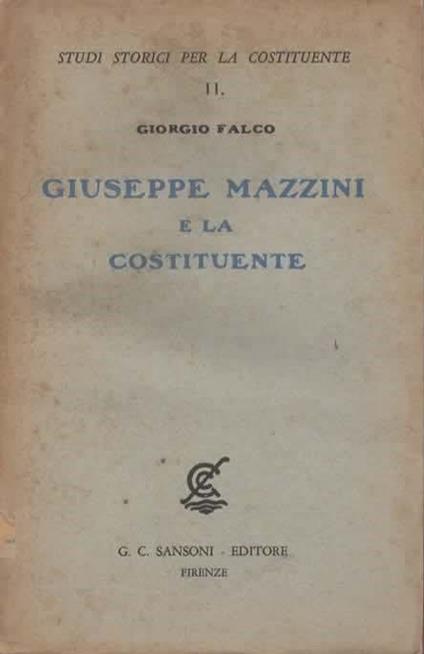 STUDI STORICI PER LA COSTITUENTE
11.
GIORGIO FALCO
GIUSEPPE MAZZINI
E LA
COSTITUENTE
G. C. SANSONI - EDITORE
FIRENZE